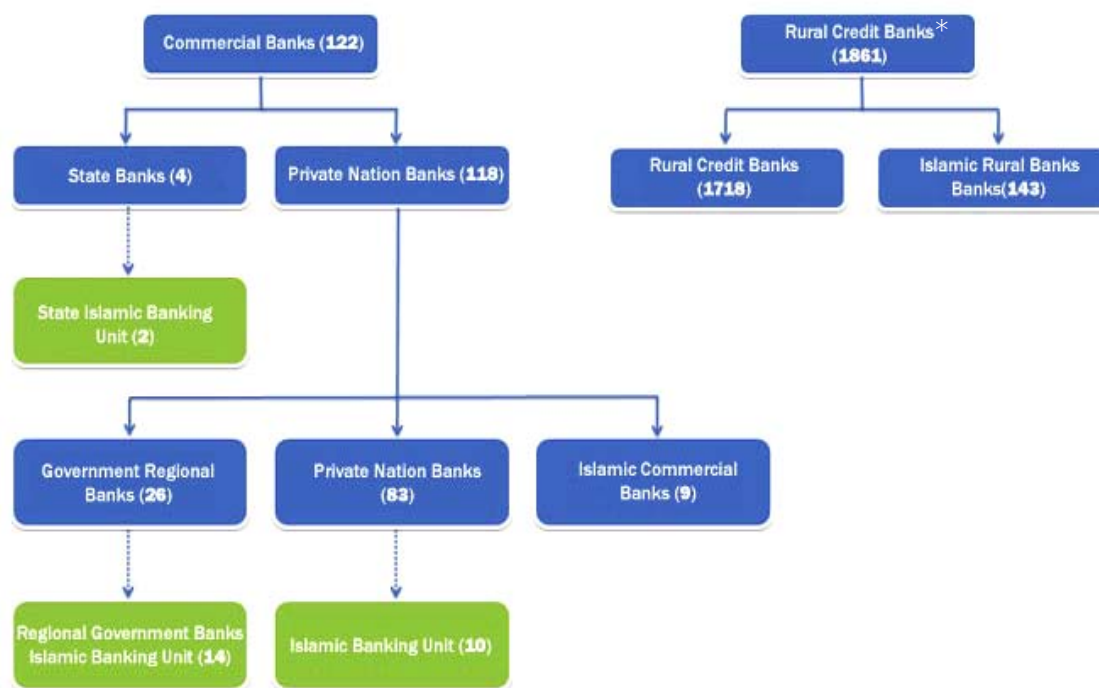 Commercial Banks (122)
Rural Credit Banks*
(1861)
State Banks (4)
Private Nation Banks (118)
Rural Credit Banks
(1718)
Islamic Rural Banks
Banks(143)
State Islamic Banking
Unit (2)
Government Regional
Banks (26)
Private Nation Banks
(83)
Islamic Commercial
Banks (9)
Regional Government Banks
Islamic Banking Unit (14)
Islamic Banking Unit (10)